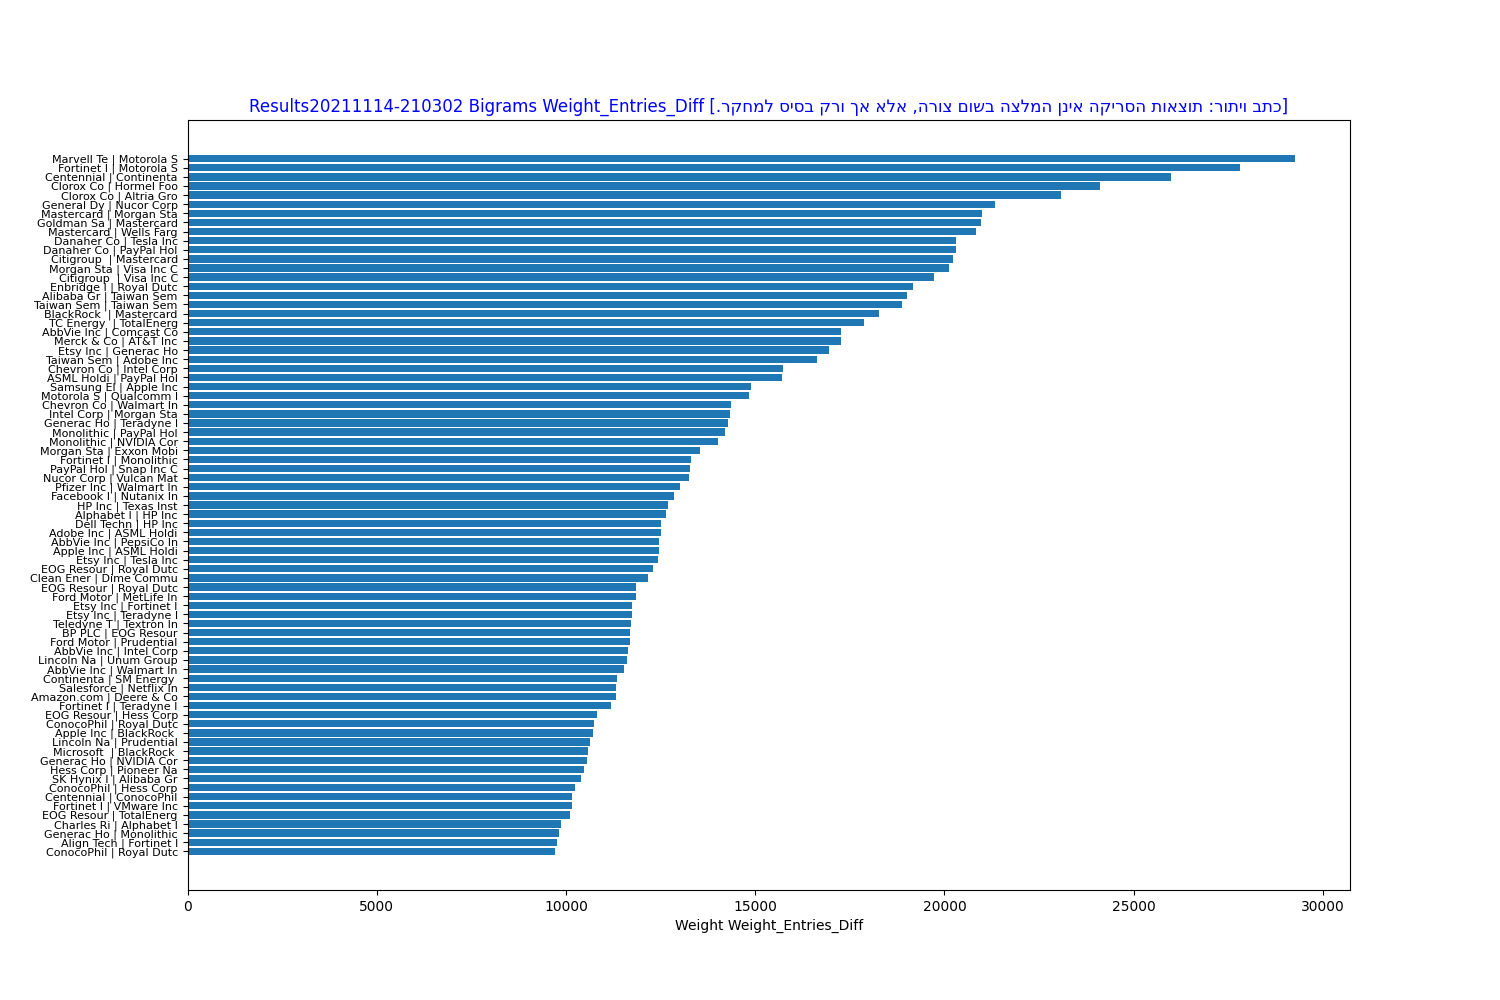 Results20211114-210302 Bigrams Weight_Entries_Diff [כתב ויתור: תוצאות הסריקה אינן המלצה בשום צורה, אלא אך ורק בסיס למחקר.]
Marvell Te | Motorola S
Fortinet I | Motorola S
Centennial | Continenta
Clorox Co | Hormel Foo
Clorox Co | Altria Gro
General Dy | Nucor Corp
Mastercard | Morgan Sta
Goldman Sa | Mastercard
Mastercard | Wells Farg
Danaher Co | Tesla Inc
Danaher Co | PayPal Hol
Citigroup  | Mastercard
Morgan Sta | Visa Inc C
Citigroup  | Visa Inc C
Enbridge I | Royal Dutc
Alibaba Gr | Taiwan Sem
Taiwan Sem | Taiwan Sem
BlackRock  | Mastercard
TC Energy  | TotalEnerg
AbbVie Inc | Comcast Co
Merck & Co | AT&T Inc
Etsy Inc | Generac Ho
Taiwan Sem | Adobe Inc
Chevron Co | Intel Corp
ASML Holdi | PayPal Hol
Samsung El | Apple Inc
Motorola S | Qualcomm I
Chevron Co | Walmart In
Intel Corp | Morgan Sta
Generac Ho | Teradyne I
Monolithic | PayPal Hol
Monolithic | NVIDIA Cor
Morgan Sta | Exxon Mobi
Fortinet I | Monolithic
PayPal Hol | Snap Inc C
Nucor Corp | Vulcan Mat
Pfizer Inc | Walmart In
Facebook I | Nutanix In
HP Inc | Texas Inst
Alphabet I | HP Inc
Dell Techn | HP Inc
Adobe Inc | ASML Holdi
AbbVie Inc | PepsiCo In
Apple Inc | ASML Holdi
Etsy Inc | Tesla Inc
EOG Resour | Royal Dutc
Clean Ener | Dime Commu
EOG Resour | Royal Dutc
Ford Motor | MetLife In
Etsy Inc | Fortinet I
Etsy Inc | Teradyne I
Teledyne T | Textron In
BP PLC | EOG Resour
Ford Motor | Prudential
AbbVie Inc | Intel Corp
Lincoln Na | Unum Group
AbbVie Inc | Walmart In
Continenta | SM Energy
Salesforce | Netflix In
Amazon.com | Deere & Co
Fortinet I | Teradyne I
EOG Resour | Hess Corp
ConocoPhil | Royal Dutc
Apple Inc | BlackRock
Lincoln Na | Prudential
Microsoft  | BlackRock
Generac Ho | NVIDIA Cor
Hess Corp | Pioneer Na
SK Hynix I | Alibaba Gr
ConocoPhil | Hess Corp
Centennial | ConocoPhil
Fortinet I | VMware Inc
EOG Resour | TotalEnerg
Charles Ri | Alphabet I
Generac Ho | Monolithic
Align Tech | Fortinet I
ConocoPhil | Royal Dutc
0 5000 10000 15000 20000 25000 30000
Weight Weight_Entries_Diff